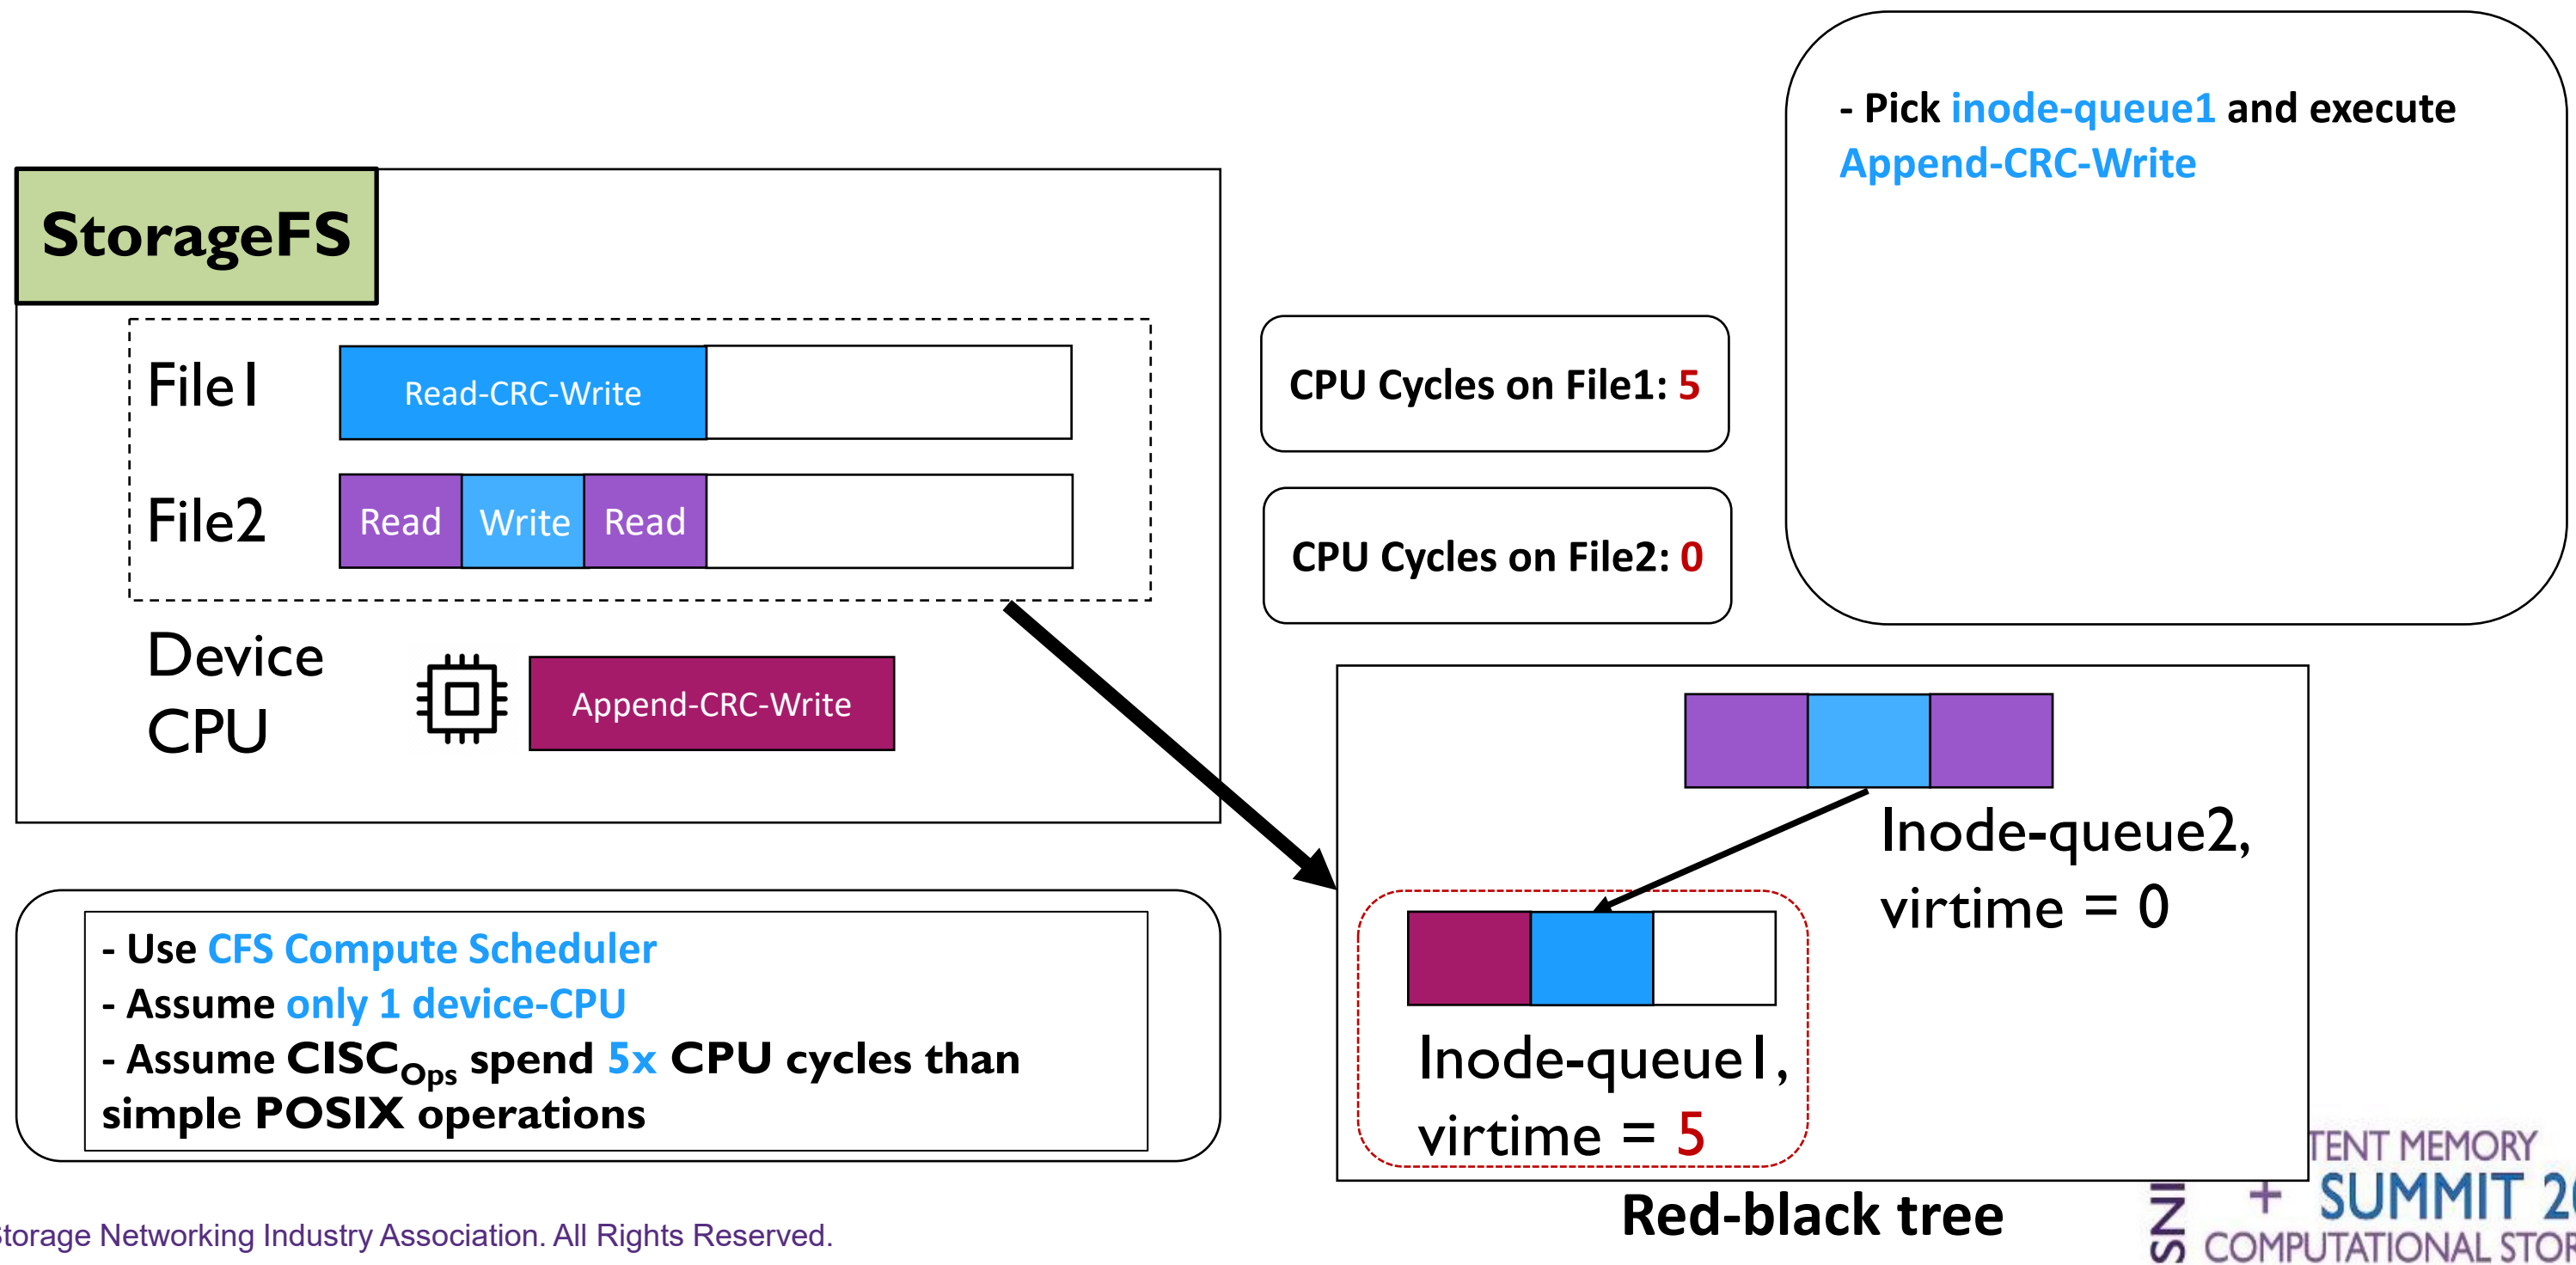 - Pick inode-queue1 and execute
Append-CRC-Write
StorageFS
File1
Read-CRC-Write
CPU Cycles on File1: 5
File2
Read Write Read
CPU Cycles on File2: 0
Device
CPU
Append-CRC-Write
Inode-queue2,
virtime = 0
- Use CFS Compute Scheduler
- Assume only 1 device-CPU
- Assume CISCOps spend 5x CPU cycles than
simple POSIX operations
Inode-queue1,
virtime = 5
Red-black tree
Storage Networking Industry Association. All Rights Reserved.
MEMORY
+ SUMMIT
COMPUTATIONAL